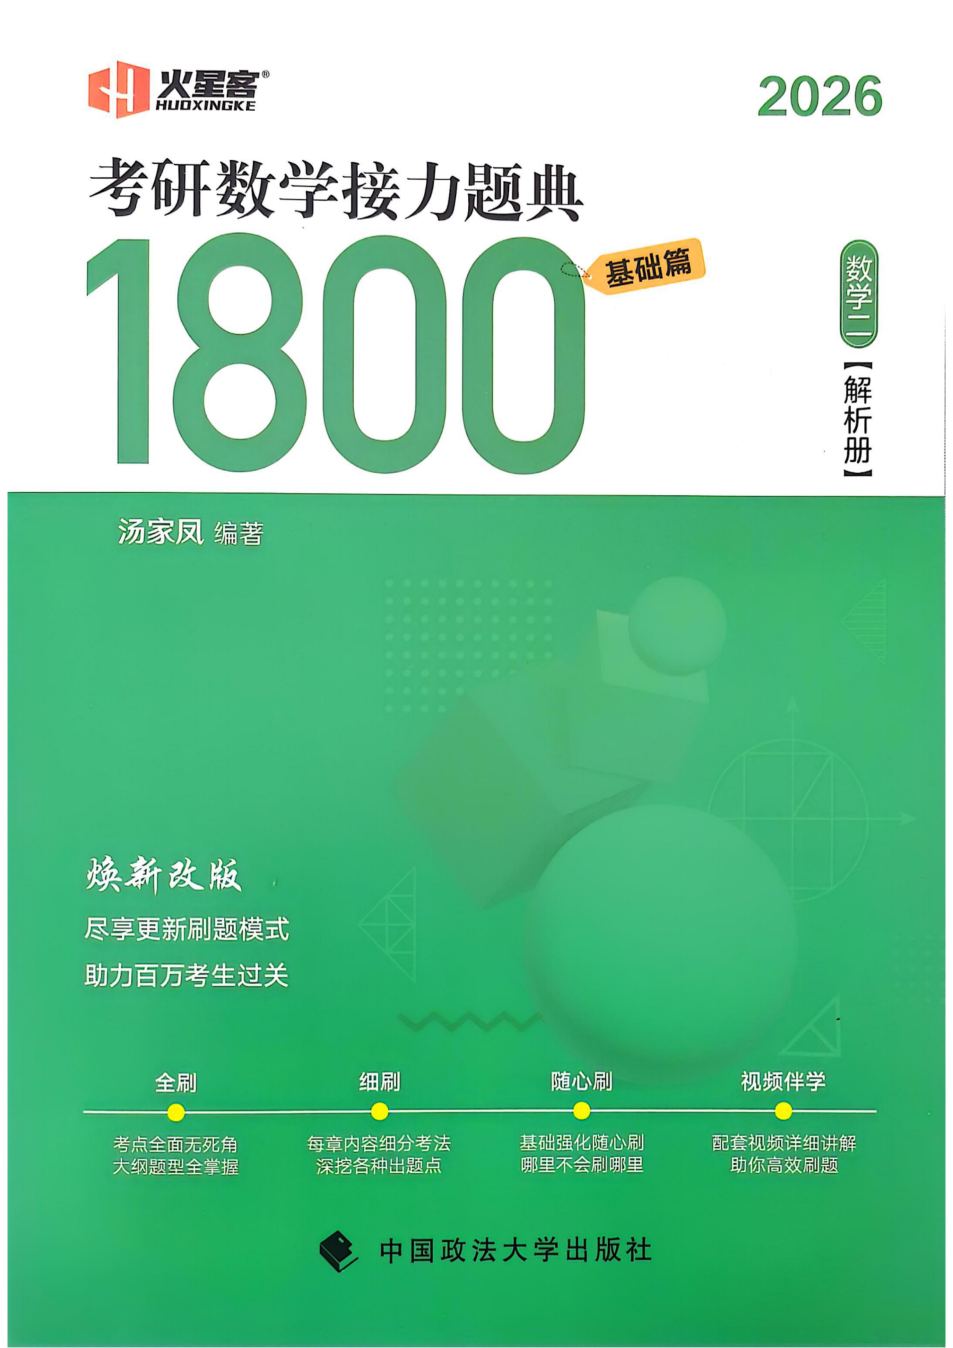 火星客®
HUOXINGKE
2026
考研数学接力题典
1800
基础篇
数学二
【解析册】
汤家凤 编著
焕新改版
尽享更新刷题模式
助力百万考生过关
全刷
考点全面无死角
大纲题型全掌握
细刷
每章内容细分考法
深挖各种出题点
随心刷
基础强化随心刷
哪里不会刷哪里
视频伴学
配套视频详细讲解
助你高效刷题
中国政法大学出版社